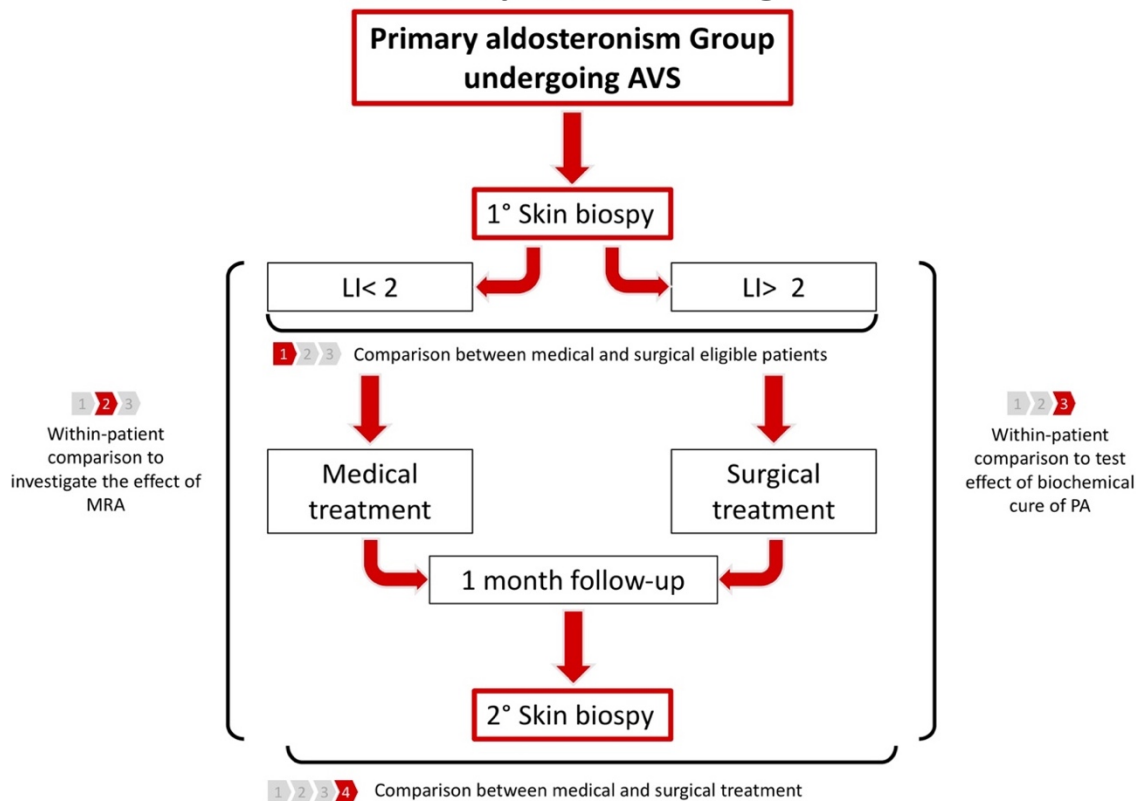 Primary aldosteronism Group
undergoing AVS
1° Skin biospy
LI< 2
LI> 2
1 2 3 Comparison between medical and surgical eligible patients
1 2 3
Within-patient
comparison to
investigate the effect of
MRA
Medical
treatment
Surgical
treatment
1 2 3
Within-patient
comparison to test
effect of biochemical
cure of PA
1 month follow-up
2° Skin biospy
1 2 3 4 Comparison between medical and surgical treatment